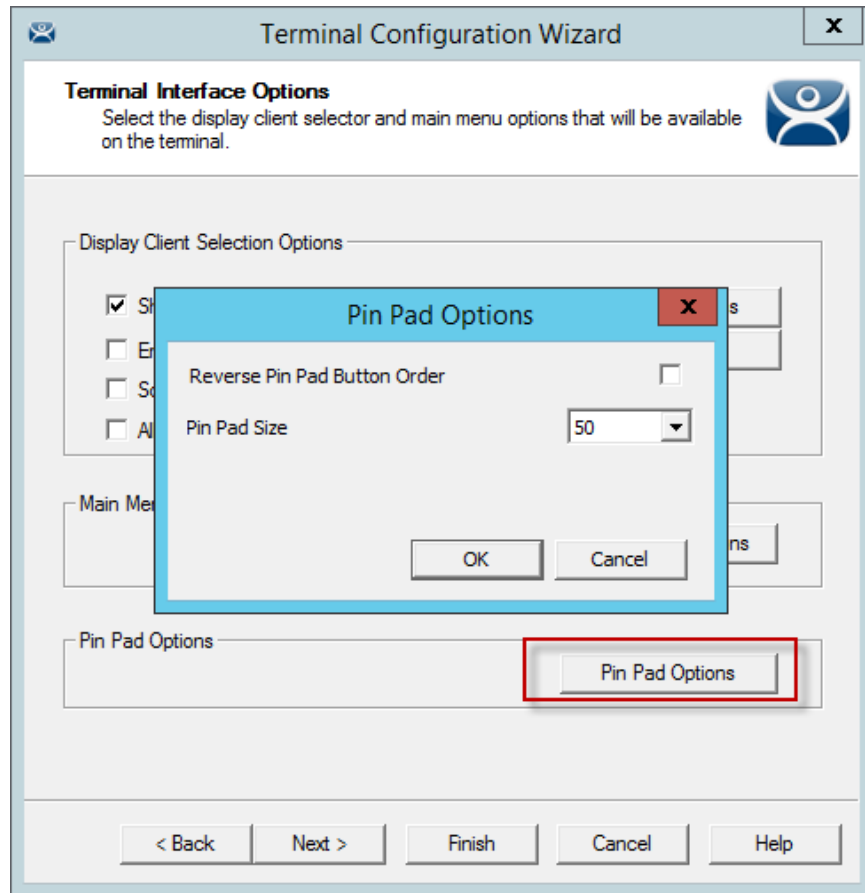 Terminal Configuration Wizard
Terminal Interface Options
Select the display client selector and main menu options that will be available
on the terminal.
Display Client Selection Options
Pin Pad Options
Reverse Pin Pad Button Order
Pin Pad Size
50
OK
Cancel
Main
Pin Pad Options
Pin Pad Options
< Back
Next >
Finish
Cancel
Help